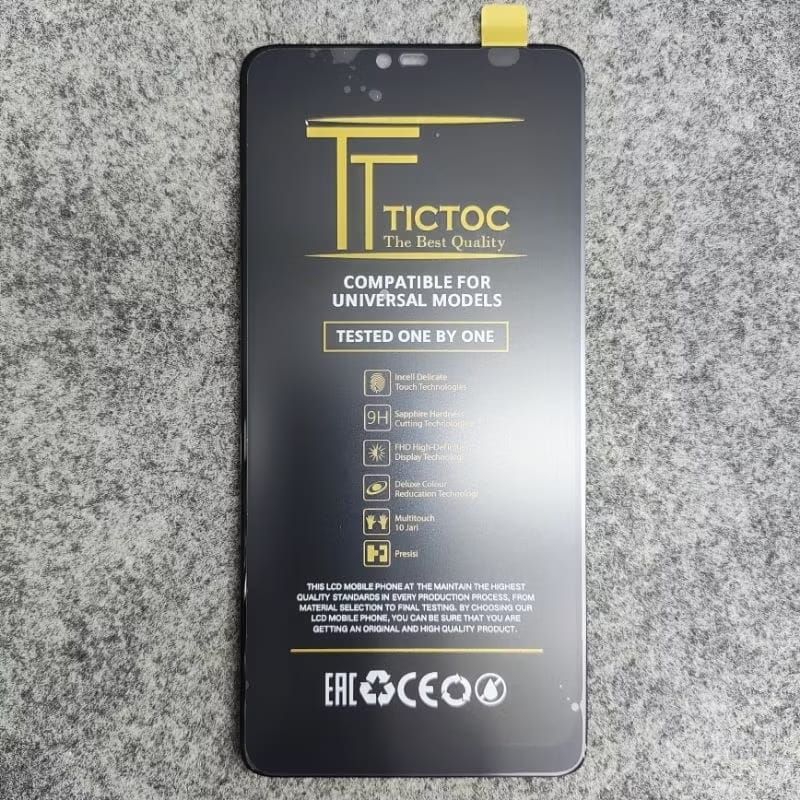 TT
TICTOC
The Best Quality
COMPATIBLE FOR
UNIVERSAL MODELS
TESTED ONE BY ONE
Incell Delicate
Touch Technologies
9H
Sapphire Hardness
Cutting Technologies
FHD High-Definition
Display Technology
Deluxe Colour
Reducation Technology
Multitouch
10 Jari
Presisi
THIS LCD MOBILE PHONE AT THE MAINTAIN THE HIGHEST
QUALITY STANDARDS IN EVERY PRODUCTION PROCESS, FROM
MATERIAL SELECTION TO FINAL TESTING. BY CHOOSING OUR
LCD MOBILE PHONE, YOU CAN BE SURE THAT YOU ARE
GETTING AN ORIGINAL AND HIGH QUALITY PRODUCT.
EAC CE